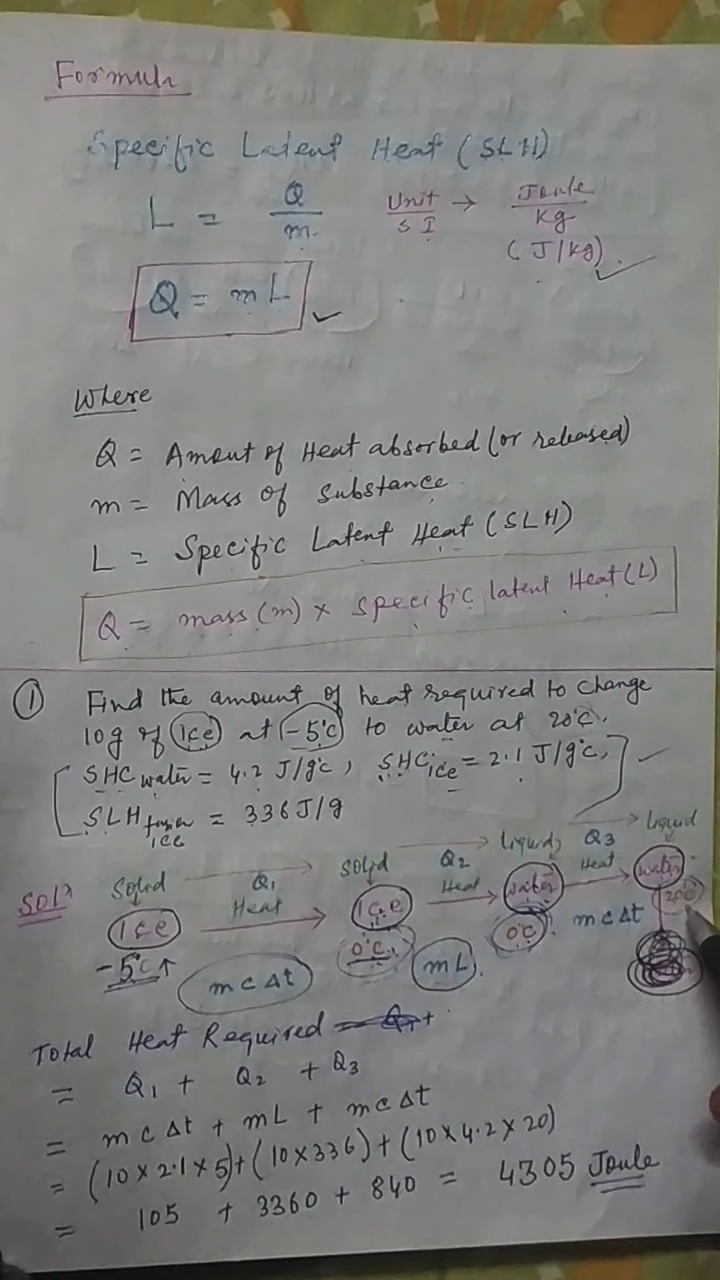 Formula
Specific Latent Heat (SLH)
L = Q/m Unit/SI → Joule/Kg
(J/Kg) ✓
Q = mL ✓
Where
Q = Amout of Heat absorbed (or released)
m = Mass of Substance
L = Specific Latent Heat (SLH)
Q = mass (m) × specific latent Heat (L)
① Find the amount of heat required to change
10g of Ice at -5°C to water at 20°C.
SHC water = 4.2 J/g°C, SHC ice = 2.1 J/g°C, ✓
SLH fusion ice = 336 J/g
Solⁿ Solid Q1 Heat → Solid Q2 Heat → liquid, Q3 Heat → liquid
Ice Ice water water
-5°C ↑ mcΔt 0°C, mL. 0°C mcΔt 20°C
Total Heat Required = Q1 +
= Q1 + Q2 + Q3
= mcΔt + mL + mcΔt
= (10×2.1×5) + (10×336) + (10×4.2×20)
= 105 + 3360 + 840 = 4305 Joule